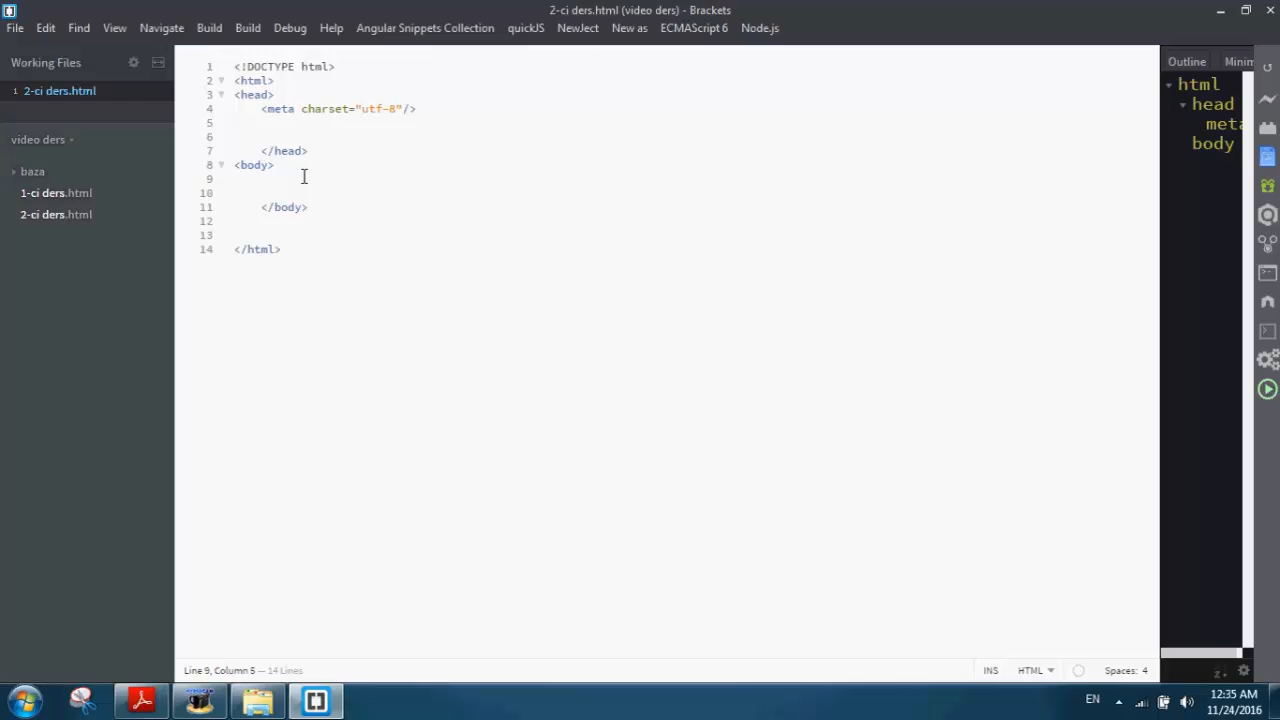 2-ci ders.html (video ders) - Brackets
File Edit Find View Navigate Build Build Debug Help Angular Snippets Collection quickJS NewJect New as ECMAScript 6 Node.js
Working Files
1 2-ci ders.html
video ders
baza
1-ci ders.html
2-ci ders.html
1 <!DOCTYPE html>
2 <html>
3 <head>
4 <meta charset="utf-8"/>
5
6
7 </head>
8 <body>
9
10
11 </body>
12
13
14 </html>
Outline Minim
html
head
meta
body
Line 9, Column 5 — 14 Lines
INS HTML Spaces: 4
EN
12:35 AM
11/24/2016